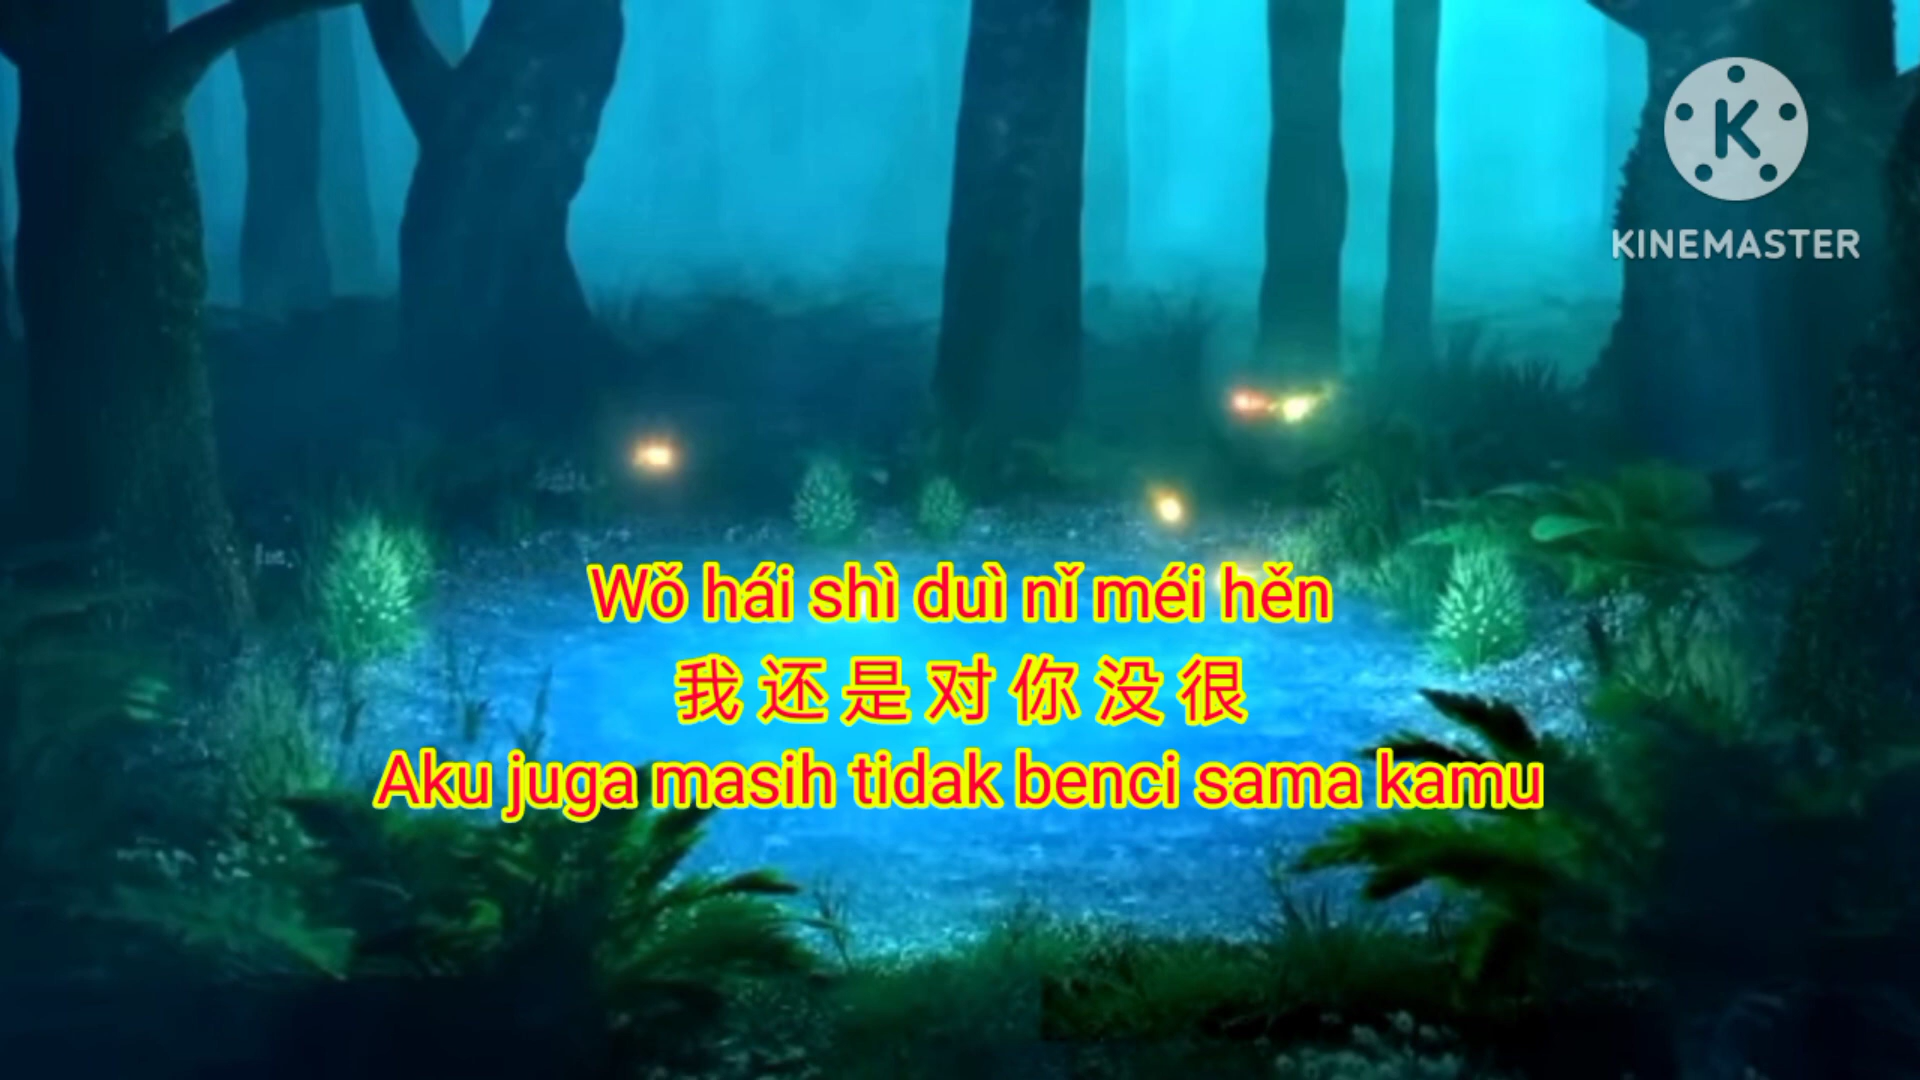 KINEMASTER
Wǒ hái shì duì nǐ méi hěn
我 还 是 对 你 没 很
Aku juga masih tidak benci sama kamu